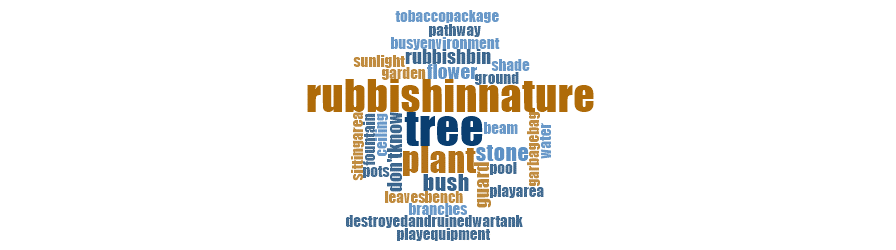 tobaccopackage
pathway
busyenvironment
sunlight
rubbishbin
garden
flower
shade
ground
rubbishinnature
sittingarea
fountain
ceiling
don'tknow
tree
beam
garbagebag
water
plant
stone
pots
bush
guard
pool
playarea
leaves
bench
branches
destroyedandruinedwartank
playequipment